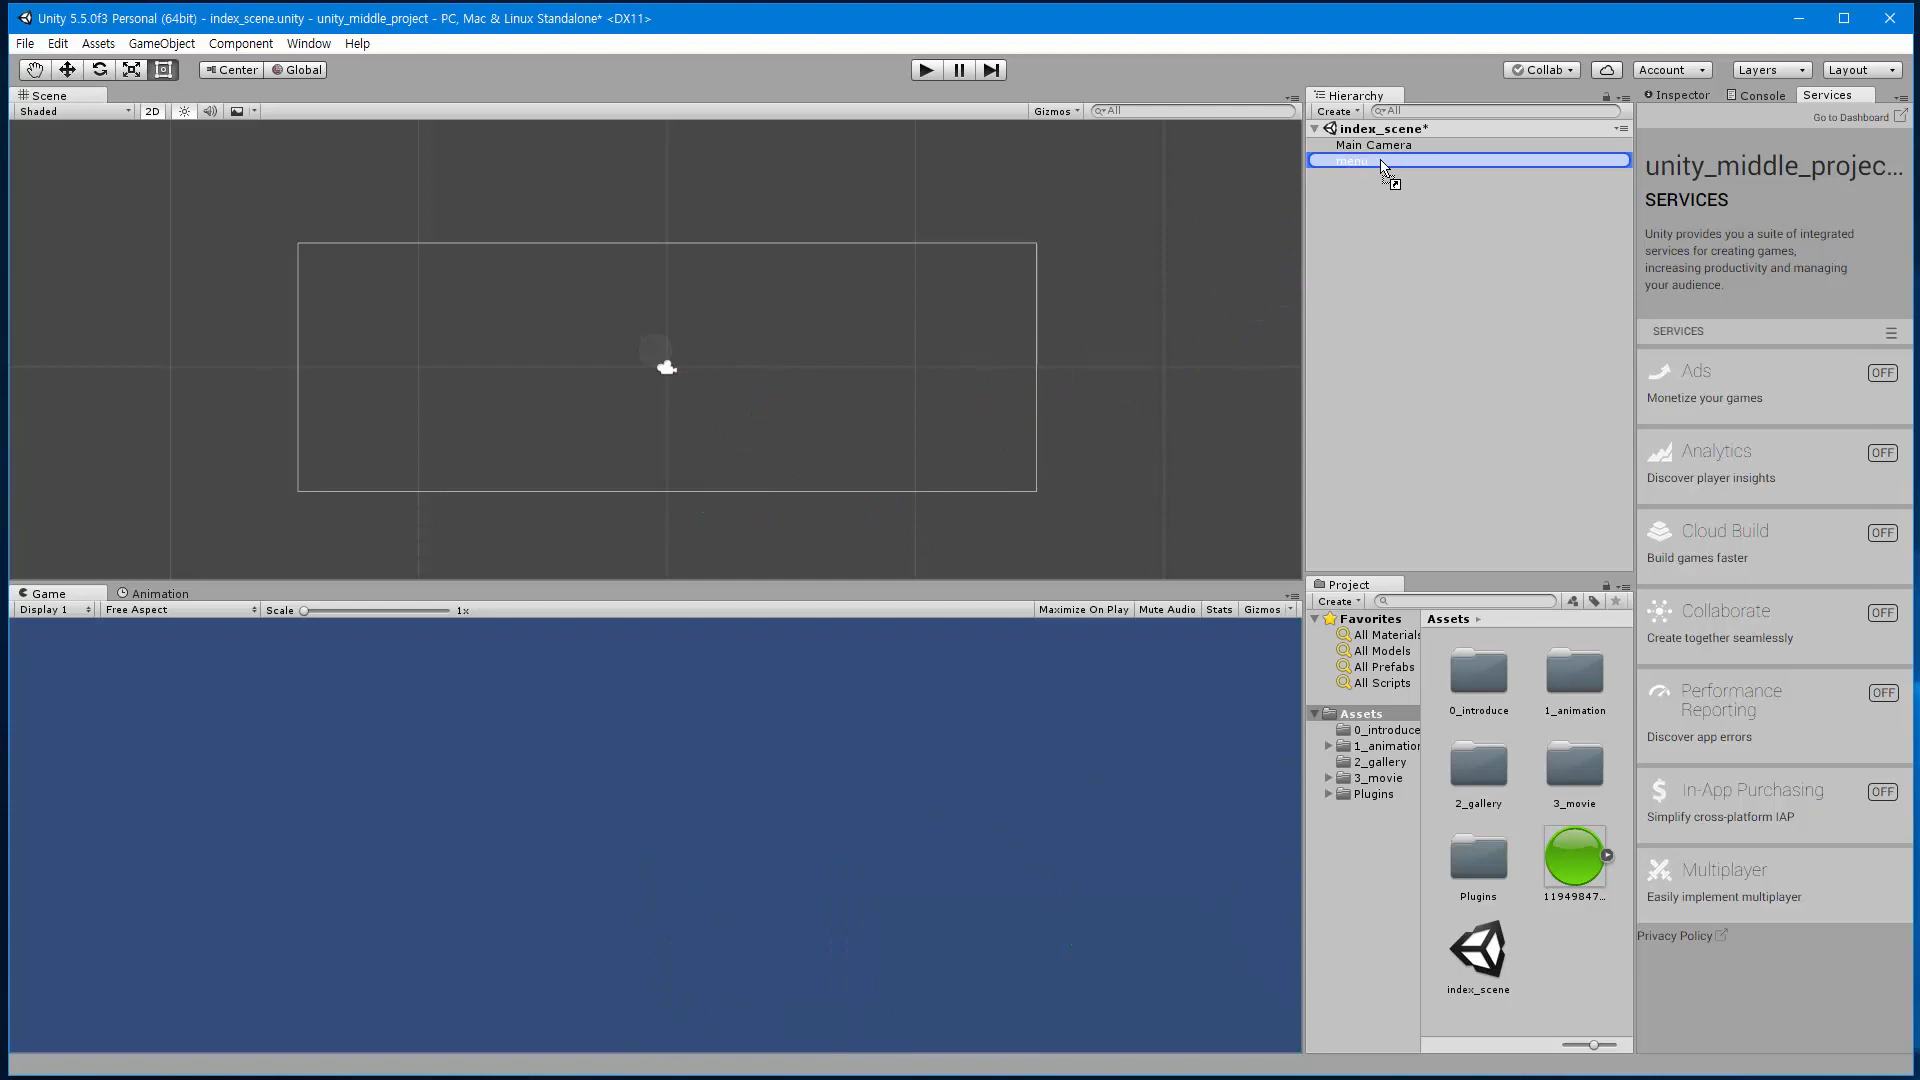 Unity 5.5.0f3 Personal (64bit) - index_scene.unity - unity_middle_project - PC, Mac & Linux Standalone* <DX11>
File Edit Assets GameObject Component Window Help
Center Global Collab Account Layers Layout
Scene
Shaded 2D Gizmos All
Hierarchy
Create All
index_scene*
Main Camera
menu
Inspector Console Services
Go to Dashboard
unity_middle_projec...
SERVICES
Unity provides you a suite of integrated
services for creating games,
increasing productivity and managing
your audience.
SERVICES
Ads OFF
Monetize your games
Analytics OFF
Discover player insights
Cloud Build OFF
Build games faster
Collaborate OFF
Create together seamlessly
Performance
Reporting OFF
Discover app errors
In-App Purchasing OFF
Simplify cross-platform IAP
Multiplayer
Easily implement multiplayer
Privacy Policy
Game Animation
Display 1 Free Aspect Scale 1x Maximize On Play Mute Audio Stats Gizmos
Project
Create
Favorites
All Materials
All Models
All Prefabs
All Scripts
Assets
0_introduce
1_animation
2_gallery
3_movie
Plugins
Assets
0_introduce 1_animation
2_gallery 3_movie
Plugins 11949847...
index_scene